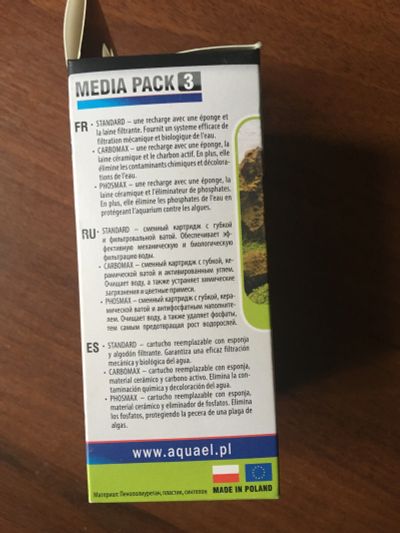 MEDIA PACK 3
FR • STANDARD – une recharge avec une éponge et
la laine filtrante. Fournit un systeme efficace de
filtration mécanique et biologique de l'eau.
• CARBOMAX – une recharge avec une éponge, la
laine céramique et le charbon actif. En plus, elle
élimine les contaminants chimiques et décolora-
tions de l'eau.
• PHOSMAX – une recharge avec une éponge, la
laine céramique et l'éliminateur de phosphates.
En plus, elle élimine les phosphates de l'eau en
protégeant l'aquarium contre les algues.
RU • STANDARD – сменный картридж с губкой
и фильтровальной ватой. Обеспечивает эф-
фективную механическую и биологическую
фильтрацию воды.
• CARBOMAX – сменный картридж с губкой, ке-
рамической ватой и активированным углем.
Очищает воду, а также устраняет химические
загрязнения и цветные примеси.
• PHOSMAX – сменный картридж с губкой, кера-
мической ватой и антифосфатным наполните-
лем. Очищает воду, а также удаляет фосфаты,
тем самым предотвращая рост водорослей.
ES • STANDARD – cartucho reemplazable con esponja
y algodón filtrante. Garantiza una eficaz filtración
mecánica y biológica del agua.
• CARBOMAX – cartucho reemplazable con esponja,
material cerámico y carbono activo. Elimina la con-
taminación química y decoloración del agua.
• PHOSMAX – cartucho reemplazable con esponja,
material cerámico y eliminador de fosfatos. Elimina
los fosfatos, protegiendo la pecera de una plaga de
algas.
www.aquael.pl
MADE IN POLAND
Материал: Пенополиуретан, пластик, синтепон